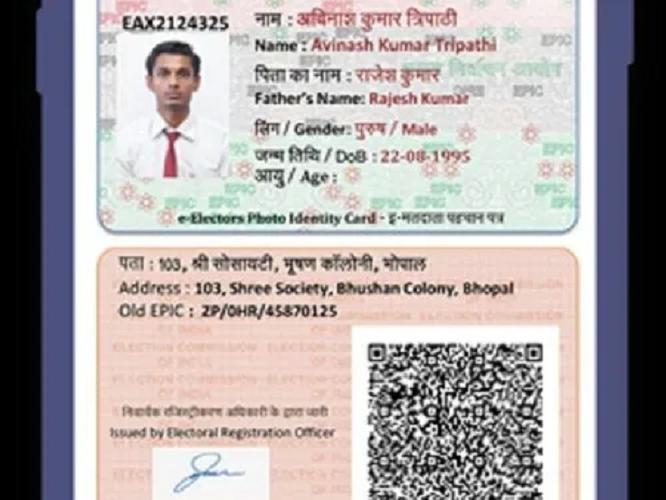 EAX2124325
नाम : अविनाश कुमार त्रिपाठी
Name : Avinash Kumar Tripathi
पिता का नाम : राजेश कुमार
Father's Name: Rajesh Kumar
लिंग / Gender: पुरुष / Male
जन्म तिथि / DoB : 22-08-1995
आयु / Age :
e-Electors Photo Identity Card - इ-मतदाता पहचान पत्र
पता : 103, श्री सोसायटी, भूषण कॉलोनी, भोपाल
Address : 103, Shree Society, Bhushan Colony, Bhopal
Old EPIC : 2P/0HR/45870125
निर्वाचक रजिस्ट्रीकरण अधिकारी के द्वारा जारी
Issued by Electoral Registration Officer